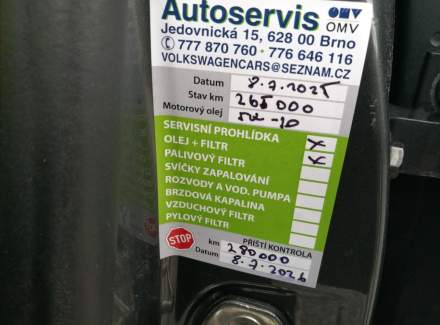 Autoservis OMV
Jedovnická 15, 628 00 Brno OMV
777 870 760 • 776 646 116
VOLKSWAGENCARS@SEZNAM.CZ
Datum 8.7.2025
Stav km 265000
Motorový olej 5W-40
SERVISNÍ PROHLÍDKA
OLEJ + FILTR X
PALIVOVÝ FILTR X
SVÍČKY ZAPALOVÁNÍ
ROZVODY A VOD. PUMPA
BRZDOVÁ KAPALINA
VZDUCHOVÝ FILTR
PYLOVÝ FILTR
STOP PŘÍŠTÍ KONTROLA
km 280000
Datum 8.7.2026